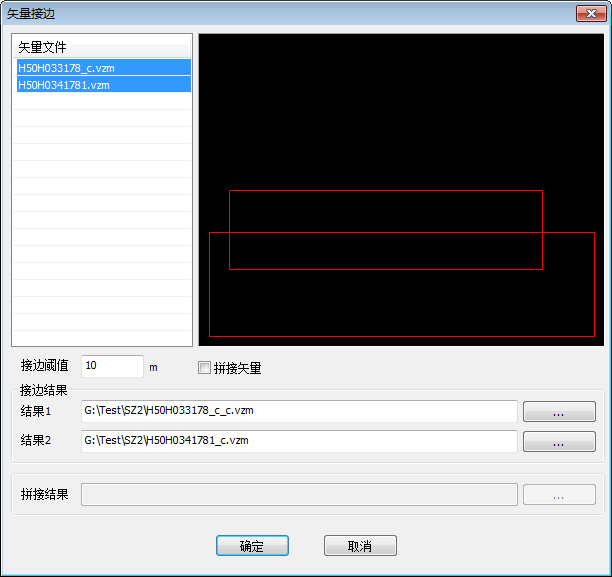 矢量接边
矢量文件
H50H033178_c.vzm
H50H0341781.vzm
接边阈值 10 m 拼接矢量
接边结果
结果1 G:\Test\SZ2\H50H033178_c_c.vzm ...
结果2 G:\Test\SZ2\H50H0341781_c.vzm ...
拼接结果 ...
确定 取消